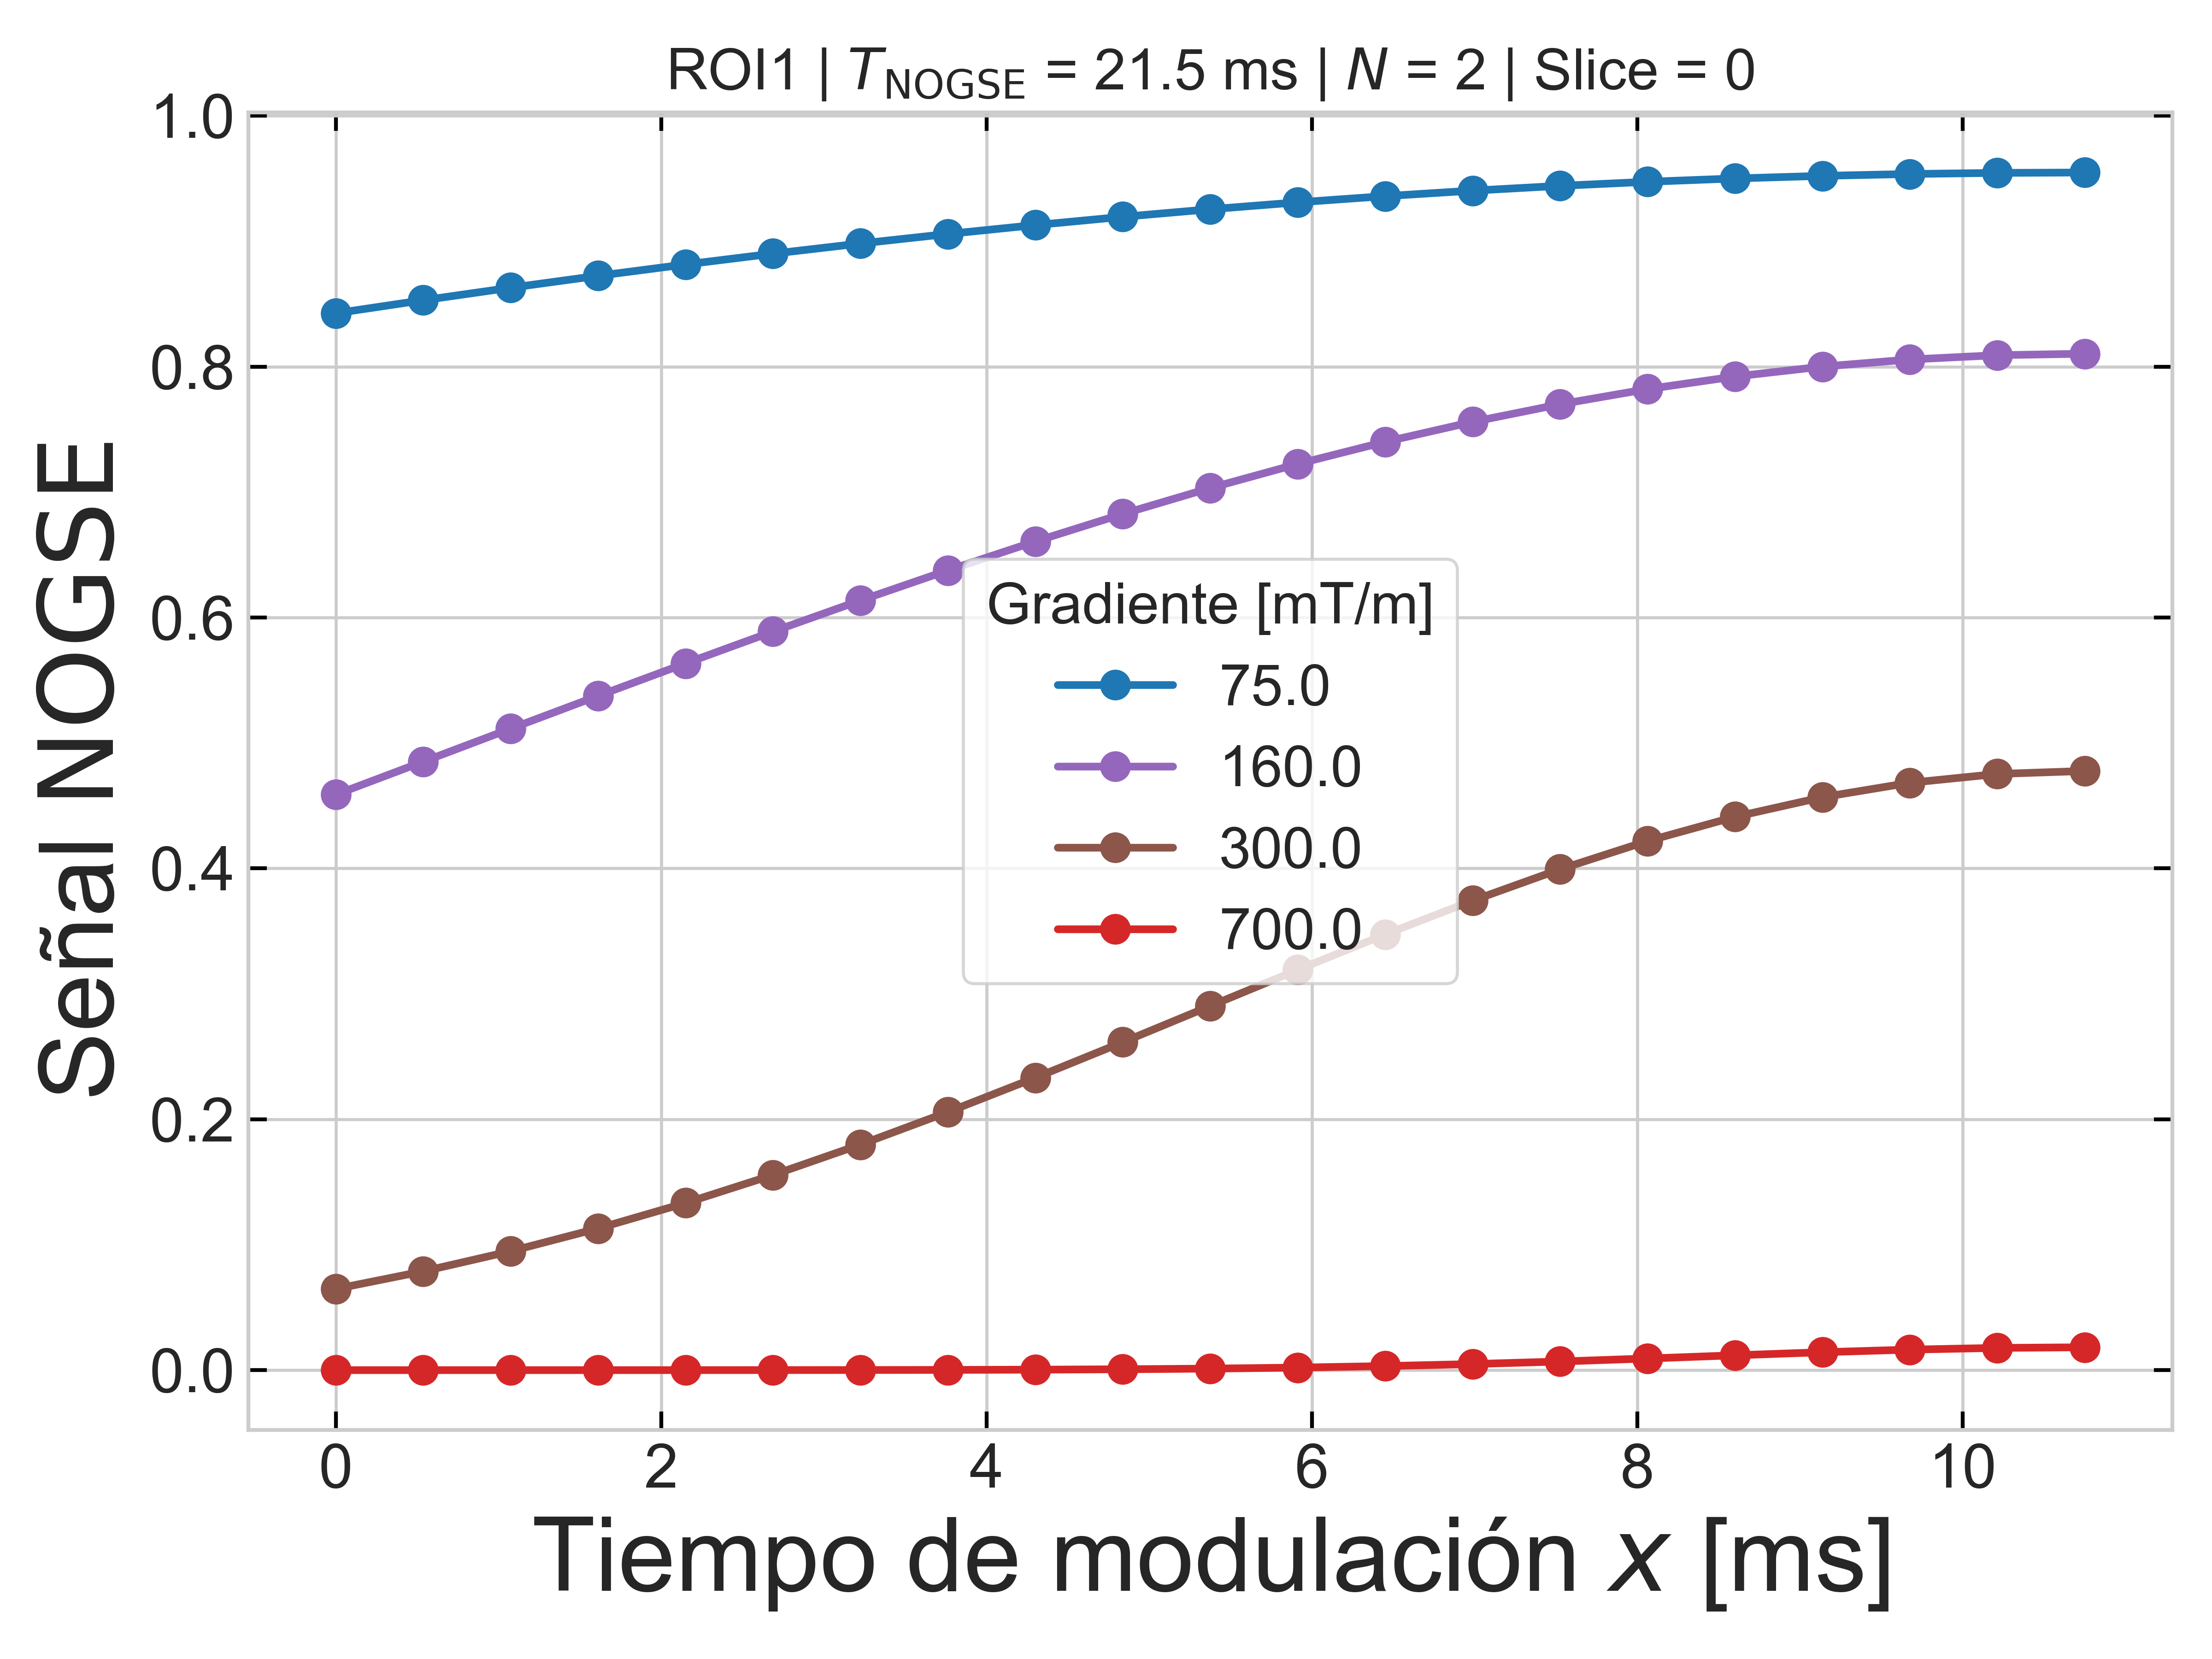 ROI1 | T_NOGSE = 21.5 ms | N = 2 | Slice = 0
Señal NOGSE
1.0
0.8
0.6
0.4
0.2
0.0
Gradiente [mT/m]
75.0
160.0
300.0
700.0
0 2 4 6 8 10
Tiempo de modulación x [ms]